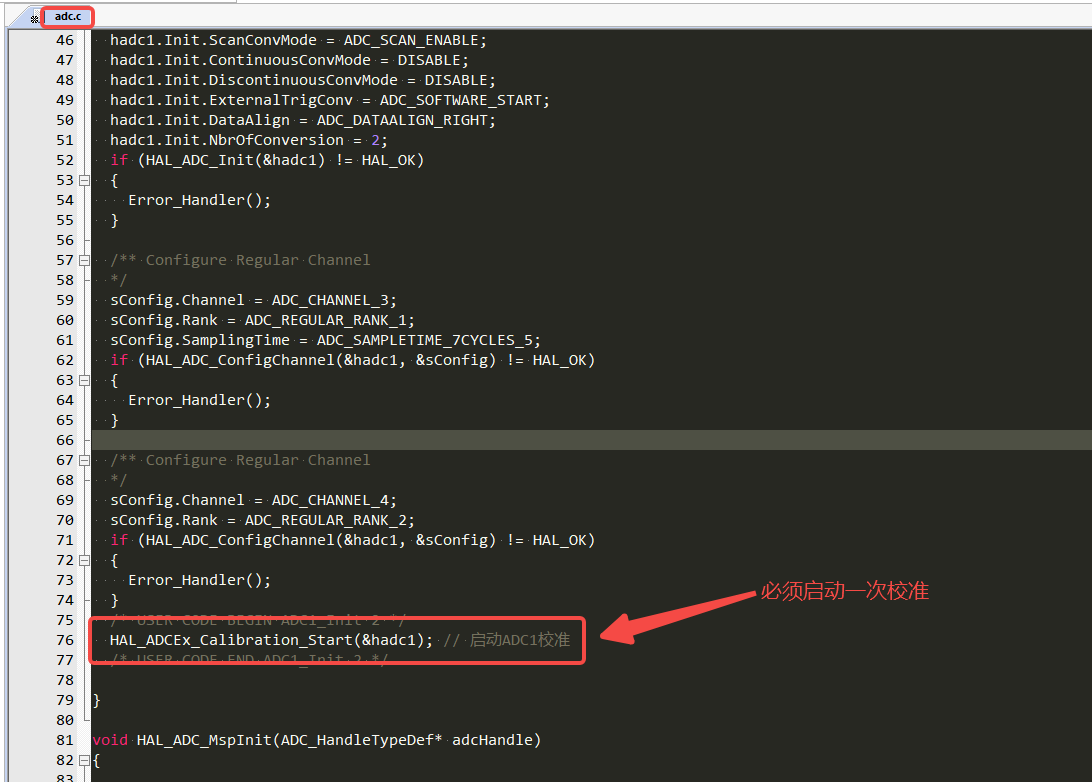 adc.c
46 hadc1.Init.ScanConvMode = ADC_SCAN_ENABLE;
47 hadc1.Init.ContinuousConvMode = DISABLE;
48 hadc1.Init.DiscontinuousConvMode = DISABLE;
49 hadc1.Init.ExternalTrigConv = ADC_SOFTWARE_START;
50 hadc1.Init.DataAlign = ADC_DATAALIGN_RIGHT;
51 hadc1.Init.NbrOfConversion = 2;
52 if (HAL_ADC_Init(&hadc1) != HAL_OK)
53 {
54 Error_Handler();
55 }
56
57 /** Configure Regular Channel
58 */
59 sConfig.Channel = ADC_CHANNEL_3;
60 sConfig.Rank = ADC_REGULAR_RANK_1;
61 sConfig.SamplingTime = ADC_SAMPLETIME_7CYCLES_5;
62 if (HAL_ADC_ConfigChannel(&hadc1, &sConfig) != HAL_OK)
63 {
64 Error_Handler();
65 }
66
67 /** Configure Regular Channel
68 */
69 sConfig.Channel = ADC_CHANNEL_4;
70 sConfig.Rank = ADC_REGULAR_RANK_2;
71 if (HAL_ADC_ConfigChannel(&hadc1, &sConfig) != HAL_OK)
72 {
73 Error_Handler();
74 }
75 /* USER CODE BEGIN ADC1_Init 2 */
76 HAL_ADCEx_Calibration_Start(&hadc1); // 启动ADC1校准
必须启动一次校准
77 /* USER CODE END ADC1_Init 2 */
78
79 }
80
81 void HAL_ADC_MspInit(ADC_HandleTypeDef* adcHandle)
82 {
83